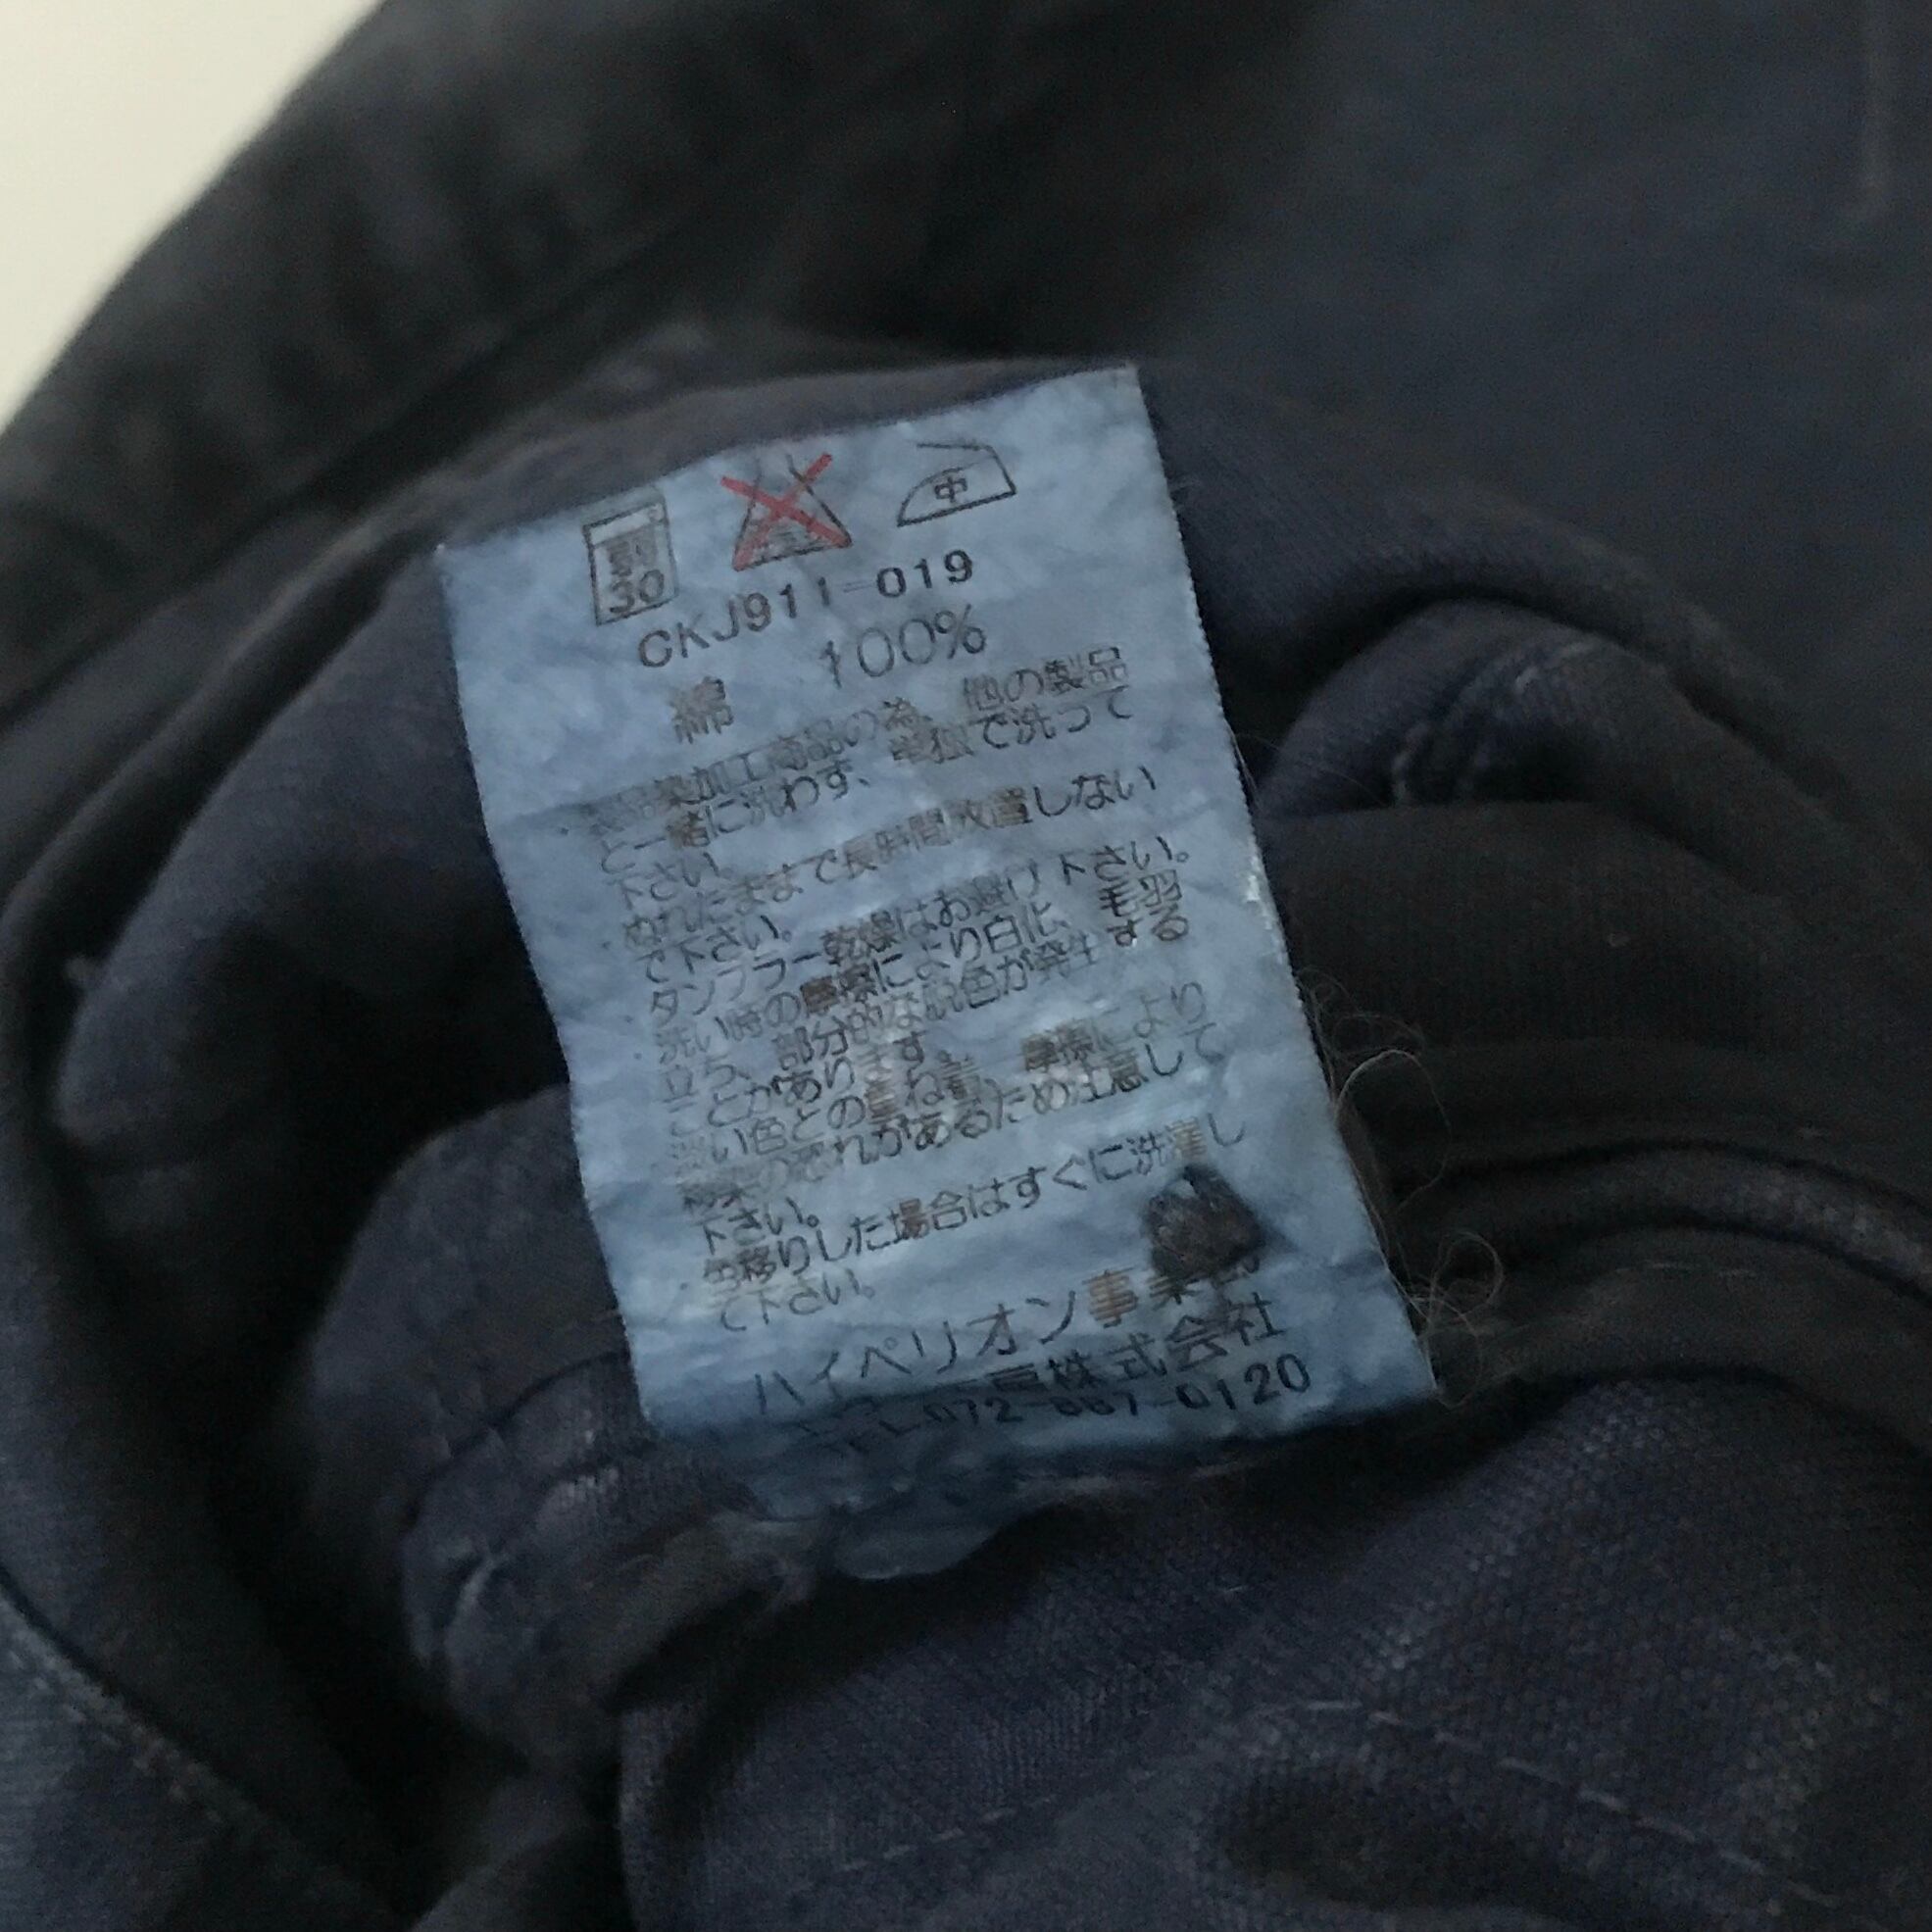 弱
30
中
CKJ911-019
綿 100%
・製品染加工商品の為、他の製品
と一緒に洗わず、単独で洗って
下さい。
・ぬれたままで長時間放置しない
で下さい。
・タンブラー乾燥はお避け下さい。
・洗い時の摩擦により白化、毛羽
立ち、部分的な脱色が発生する
ことがあります。
・淡い色との重ね着、摩擦により
移染の恐れがあるため注意して
下さい。
・色移りした場合はすぐに洗濯し
て下さい。
ハイペリオン事業
株式会社
TEL 072 0120